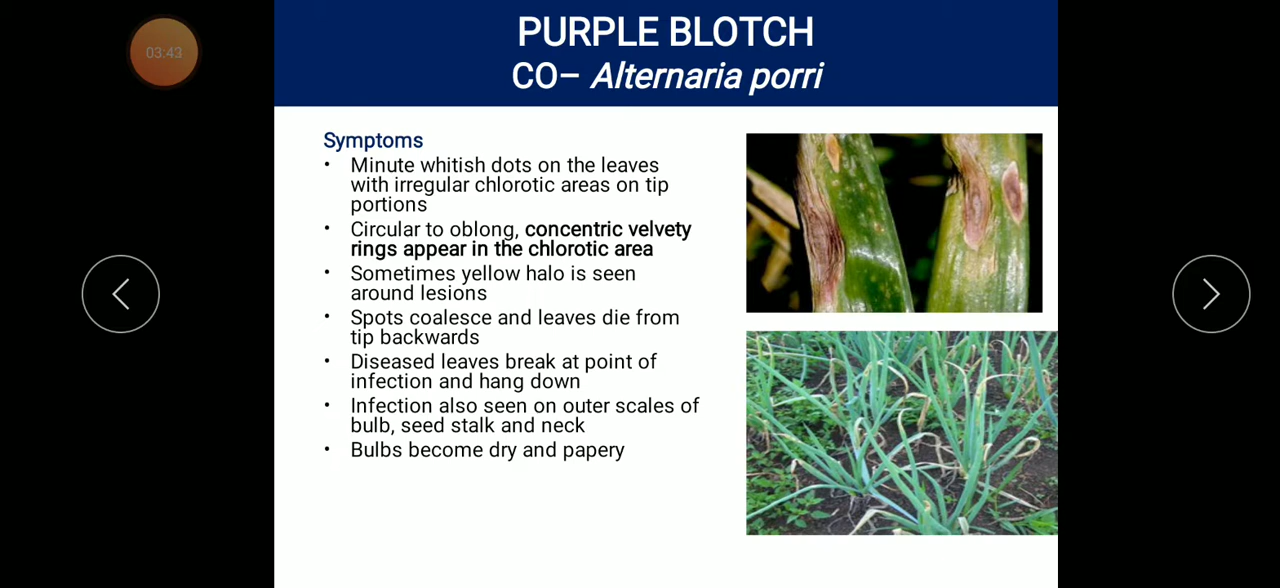 03:43
PURPLE BLOTCH
CO– Alternaria porri
Symptoms
• Minute whitish dots on the leaves
with irregular chlorotic areas on tip
portions
• Circular to oblong, concentric velvety
rings appear in the chlorotic area
• Sometimes yellow halo is seen
around lesions
• Spots coalesce and leaves die from
tip backwards
• Diseased leaves break at point of
infection and hang down
• Infection also seen on outer scales of
bulb, seed stalk and neck
• Bulbs become dry and papery